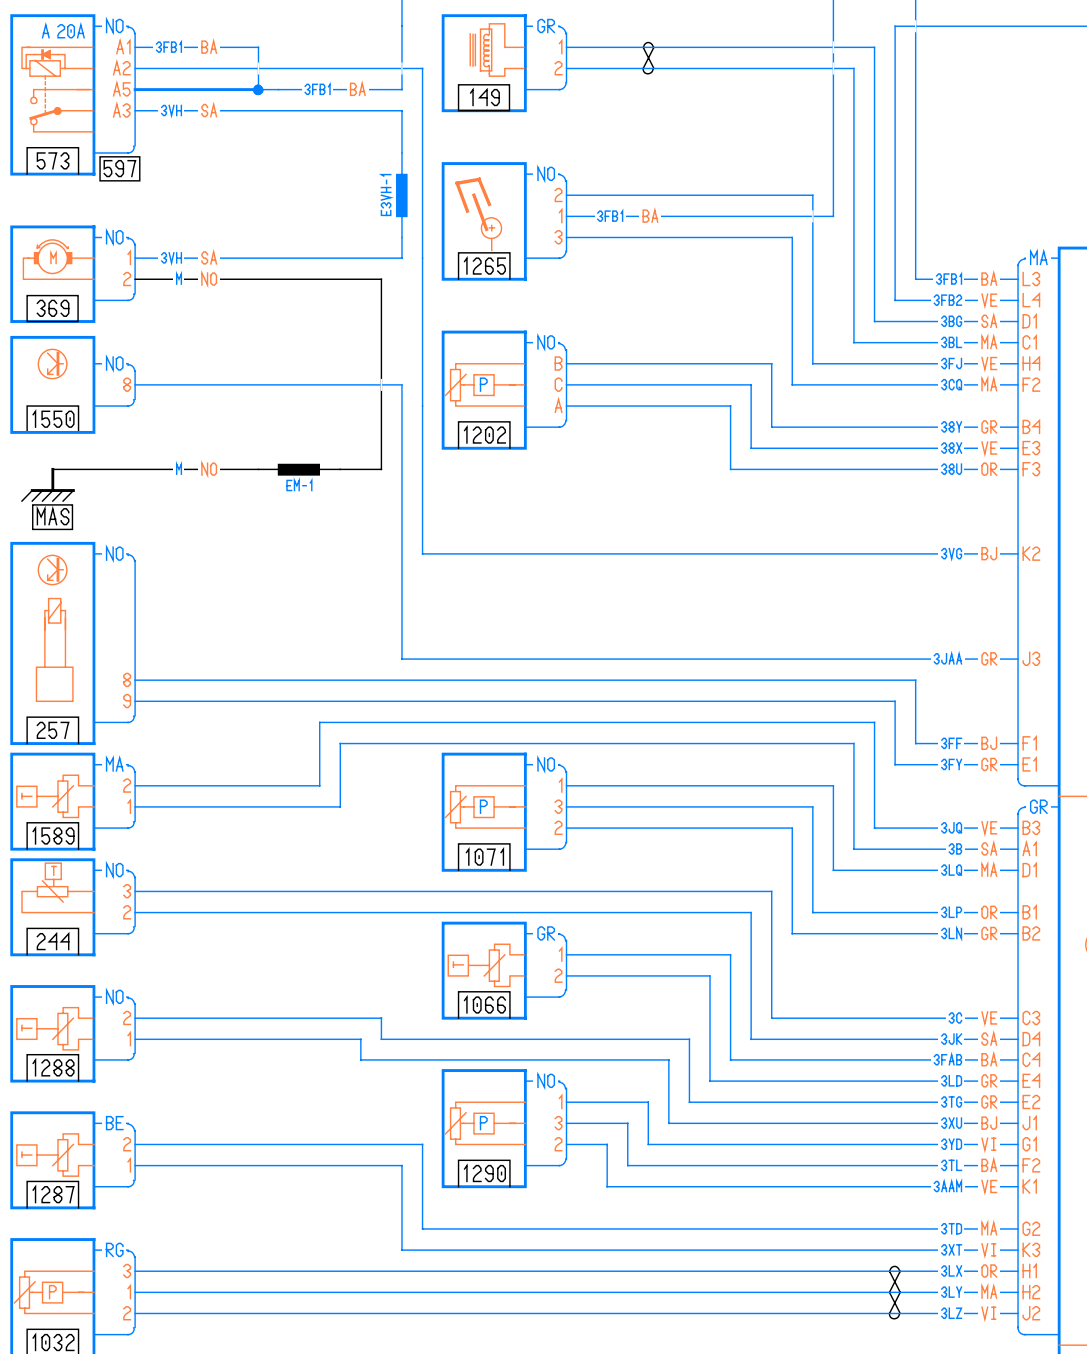 A 20A
NO
A1 3FB1 BA
A2
A5 3FB1 BA
A3 3VH SA
573
597
E3VH-1
M
NO
1 3VH SA
2 M NO
369
NO
8
1550
M NO
EM-1
MAS
NO
8
9
257
MA
2
1
1589
T
NO
3
2
244
T
NO
2
1
1288
T
BE
2
1
1287
T
RG
3
1
2
P
1032
GR
1
2
149
NO
2
1 3FB1 BA
3
1265
NO
B
C
A
P
1202
NO
1
3
2
P
1071
GR
1
2
T
1066
NO
1
3
2
P
1290
MA
3FB1 BA L3
3FB2 VE L4
3BG SA D1
3BL MA C1
3FJ VE H4
3CQ MA F2
38Y GR B4
38X VE E3
38U OR F3
3VG BJ K2
3JAA GR J3
3FF BJ F1
3FY GR E1
GR
3JQ VE B3
3B SA A1
3LQ MA D1
3LP OR B1
3LN GR B2
3C VE C3
3JK SA D4
3FAB BA C4
3LD GR E4
3TG GR E2
3XU BJ J1
3YD VI G1
3TL BA F2
3AAM VE K1
3TD MA G2
3XT VI K3
3LX OR H1
3LY MA H2
3LZ VI J2